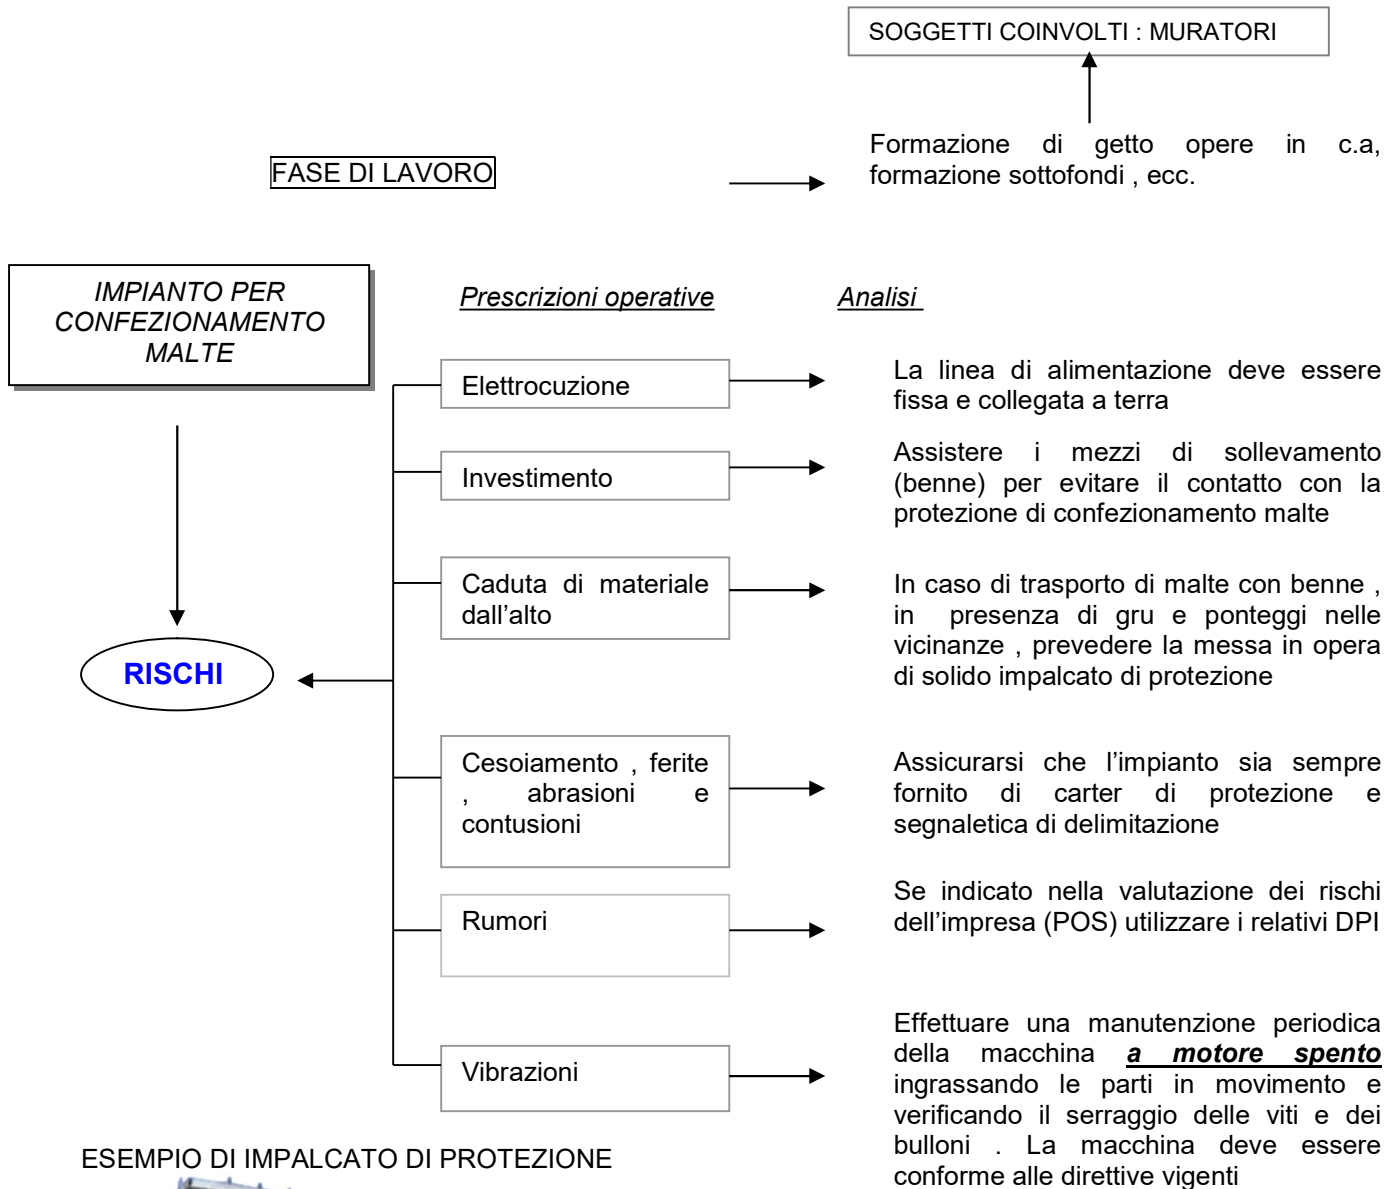 SOGGETTI COINVOLTI : MURATORI
Formazione di getto opere in c.a,
formazione sottofondi , ecc.
FASE DI LAVORO
IMPIANTO PER
CONFEZIONAMENTO
MALTE
Prescrizioni operative
Analisi
Elettrocuzione
La linea di alimentazione deve essere
fissa e collegata a terra
Investimento
Assistere i mezzi di sollevamento
(benne) per evitare il contatto con la
protezione di confezionamento malte
Caduta di materiale
dall'alto
In caso di trasporto di malte con benne ,
in presenza di gru e ponteggi nelle
vicinanze , prevedere la messa in opera
di solido impalcato di protezione
RISCHI
Cesoiamento , ferite
, abrasioni e
contusioni
Assicurarsi che l'impianto sia sempre
fornito di carter di protezione e
segnaletica di delimitazione
Rumori
Se indicato nella valutazione dei rischi
dell'impresa (POS) utilizzare i relativi DPI
Vibrazioni
Effettuare una manutenzione periodica
della macchina a motore spento
ingrassando le parti in movimento e
verificando il serraggio delle viti e dei
bulloni . La macchina deve essere
conforme alle direttive vigenti
ESEMPIO DI IMPALCATO DI PROTEZIONE